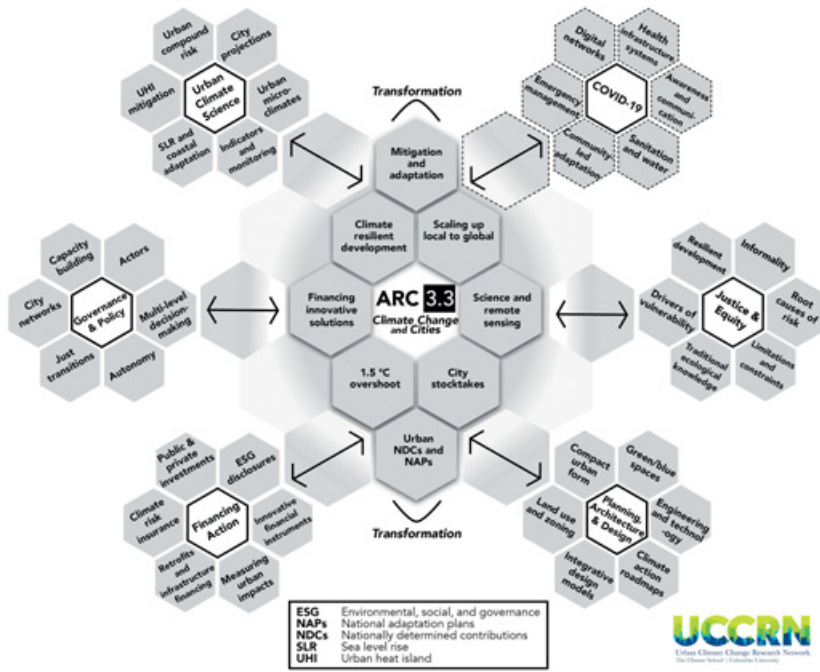 Urban
compound
risk
City
projections
UHI
mitigation
Urban
Climate
Science
Urban
micro-
climates
SLR and
coastal
adaptation
Indicators
and
monitoring
Transformation
Digital
networks
Health
infrastructure
systems
Emergency
management
COVID-19
Awareness
and
communi-
cation
Community-
led
adaptation
Sanitation
and water
Mitigation
and
adaptation
Climate
resilient
development
Scaling up
local to global
Financing
innovative
solutions
ARC 3.3
Climate Change
and Cities
Science and
remote
sensing
1.5 °C
overshoot
City
stocktakes
Urban
NDCs and
NAPs
Transformation
Capacity
building
Actors
City
networks
Governance
& Policy
Multi-level
decision-
making
Just
transitions
Autonomy
Resilient
development
Informality
Drivers of
vulnerability
Justice &
Equity
Root
causes of
risk
Traditional
ecological
knowledge
Limitations
and
constraints
Public &
private
investments
ESG
disclosures
Climate
risk
insurance
Financing
Action
Innovative
financial
instruments
Retrofits
and
infrastructure
financing
Measuring
urban
impacts
Compact
urban
form
Green/blue
spaces
Land use
and zoning
Planning,
Architecture
& Design
Engineering
and technol
-ogy
Integrative
design
models
Climate
action
roadmaps
ESG Environmental, social, and governance
NAPs National adaptation plans
NDCs Nationally determined contributions
SLR Sea level rise
UHI Urban heat island
UCCRN
Urban Climate Change Research Network
The Climate School | Columbia University